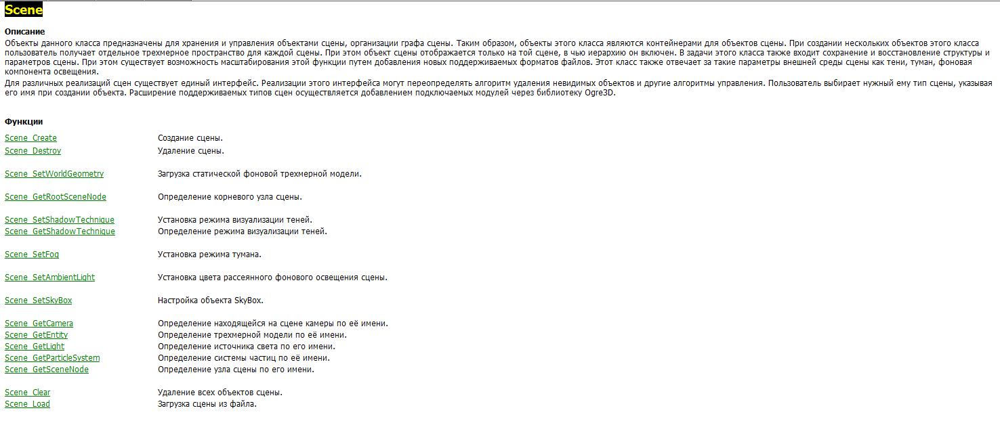 Scene
Описание
Объекты данного класса предназначены для хранения и управления объектами сцены, организации графа сцены. Таким образом, объекты этого класса являются контейнерами для объектов сцены. При создании нескольких объектов этого класса
пользователь получает отдельное трехмерное пространство для каждой сцены. При этом объект сцены отображается только на той сцене, в чью иерархию он включен. В задачи этого класса также входит сохранение и восстановление структуры и
параметров сцены. При этом существует возможность масштабирования этой функции путем добавления новых поддерживаемых форматов файлов. Этот класс также отвечает за такие параметры внешней среды сцены как тени, туман, фоновая
компонента освещения.
Для различных реализаций сцен существует единый интерфейс. Реализации этого интерфейса могут переопределять алгоритм удаления невидимых объектов и другие алгоритмы управления. Пользователь выбирает нужный ему тип сцены, указывая
его имя при создании объекта. Расширение поддерживаемых типов сцен осуществляется добавлением подключаемых модулей через библиотеку Ogre3D.
Функции
Scene_Create Создание сцены.
Scene_Destroy Удаление сцены.
Scene_SetWorldGeometry Загрузка статической фоновой трехмерной модели.
Scene_GetRootSceneNode Определение корневого узла сцены.
Scene_SetShadowTechnique Установка режима визуализации теней.
Scene_GetShadowTechnique Определение режима визуализации теней.
Scene_SetFog Установка режима тумана.
Scene_SetAmbientLight Установка цвета рассеянного фонового освещения сцены.
Scene_SetSkyBox Настройка объекта SkyBox.
Scene_GetCamera Определение находящейся на сцене камеры по её имени.
Scene_GetEntity Определение трехмерной модели по её имени.
Scene_GetLight Определение источника света по его имени.
Scene_GetParticleSystem Определение системы частиц по её имени.
Scene_GetSceneNode Определение узла сцены по его имени.
Scene_Clear Удаление всех объектов сцены.
Scene_Load Загрузка сцены из файла.